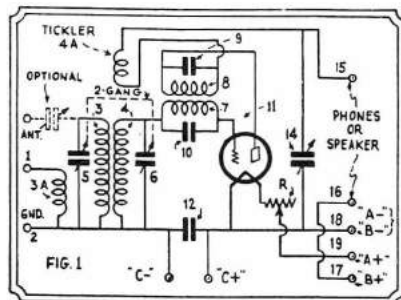 TICKLER
4A
9
OPTIONAL
8
15
2-GANG
3
4
7
11
PHONES
OR
SPEAKER
ANT.
1
5
6
10
14
3A
R
16
"A-"
12
18
"B-"
GND.
2
19
"A+"
FIG. 1
"C-"
"C+"
17
"B+"